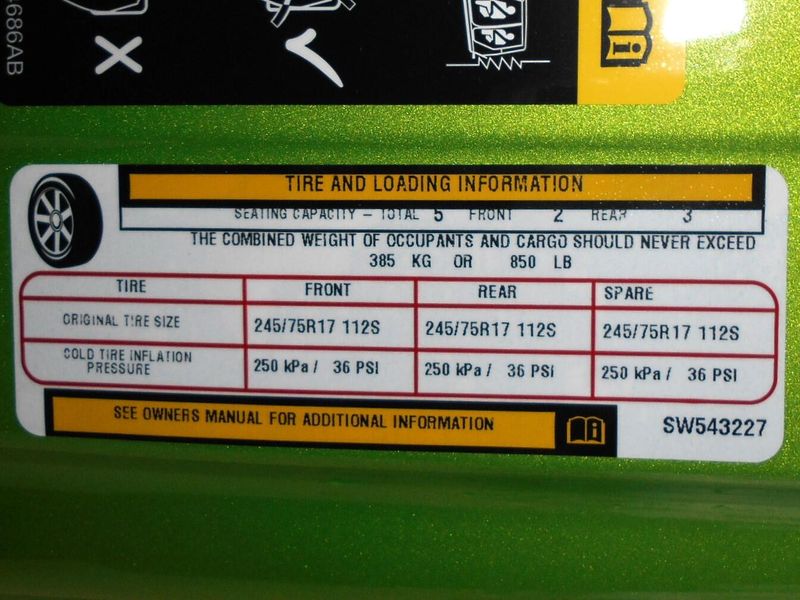 -686AB
TIRE AND LOADING INFORMATION
SEATING CAPACITY – TOTAL 5 FRONT 2 REAR 3
THE COMBINED WEIGHT OF OCCUPANTS AND CARGO SHOULD NEVER EXCEED
385 KG OR 850 LB
TIRE FRONT REAR SPARE
ORIGINAL TIRE SIZE 245/75R17 112S 245/75R17 112S 245/75R17 112S
COLD TIRE INFLATION
PRESSURE 250 kPa / 36 PSI 250 kPa / 36 PSI 250 kPa / 36 PSI
SEE OWNERS MANUAL FOR ADDITIONAL INFORMATION
SW543227